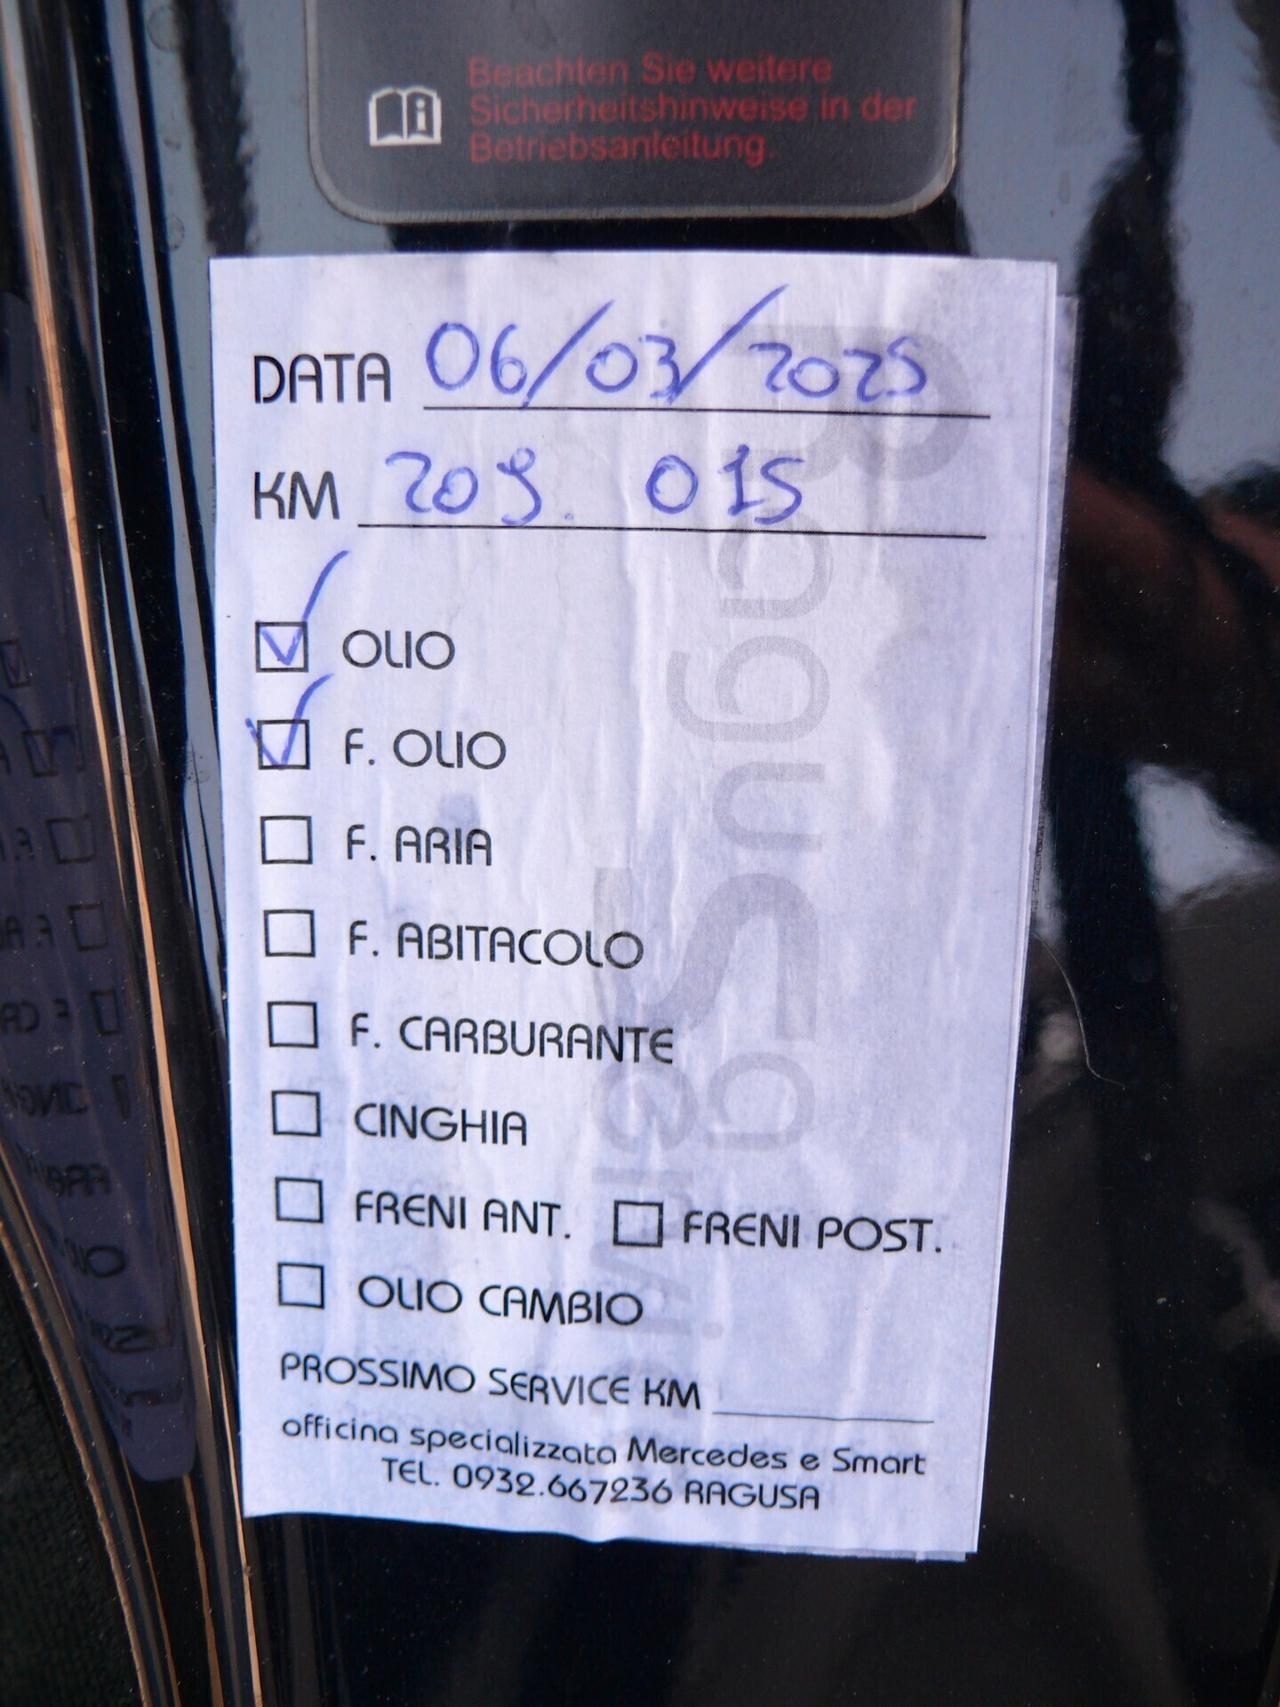 Beachten Sie weitere
Sicherheitshinweise in der
Betriebsanleitung.
DATA 06/03/2025
KM 209. 015
OLIO
F. OLIO
F. ARIA
F. ABITACOLO
F. CARBURANTE
CINGHIA
FRENI ANT. FRENI POST.
OLIO CAMBIO
PROSSIMO SERVICE KM
officina specializzata Mercedes e Smart
TEL. 0932.667236 RAGUSA